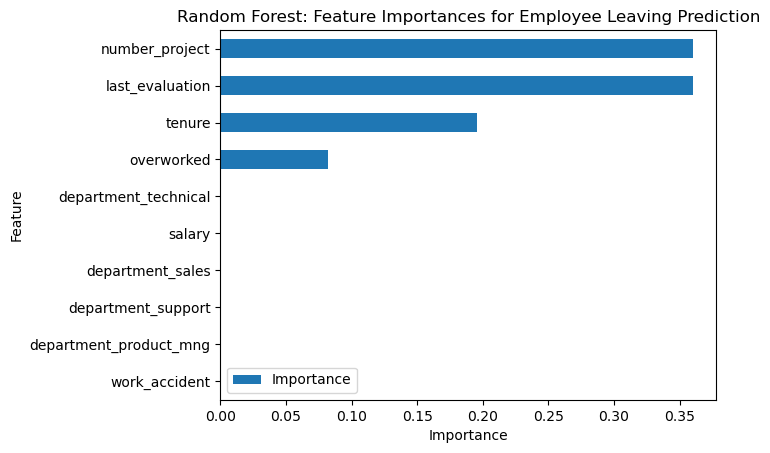 Random Forest: Feature Importances for Employee Leaving Prediction
Feature
number_project
last_evaluation
tenure
overworked
department_technical
salary
department_sales
department_support
department_product_mng
work_accident
Importance
0.00 0.05 0.10 0.15 0.20 0.25 0.30 0.35
Importance